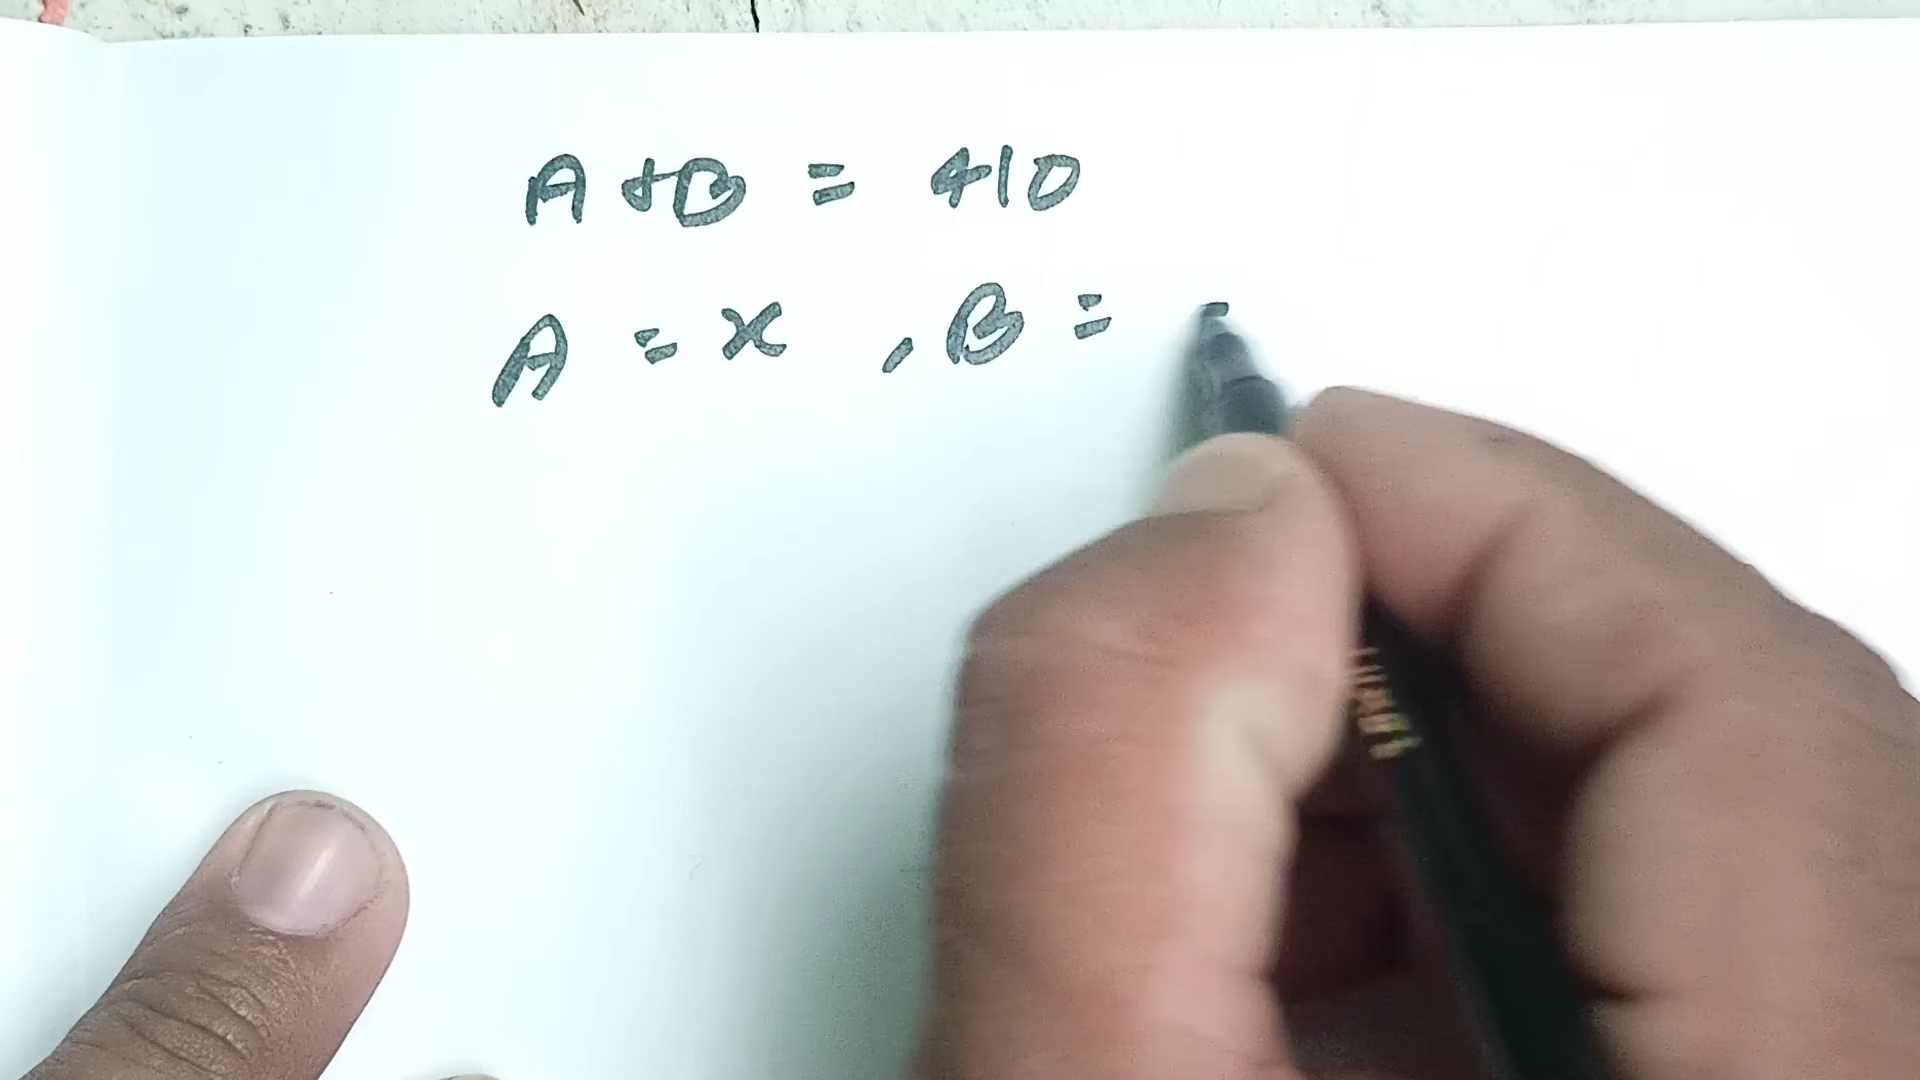 A+B = 410
A = x , B =